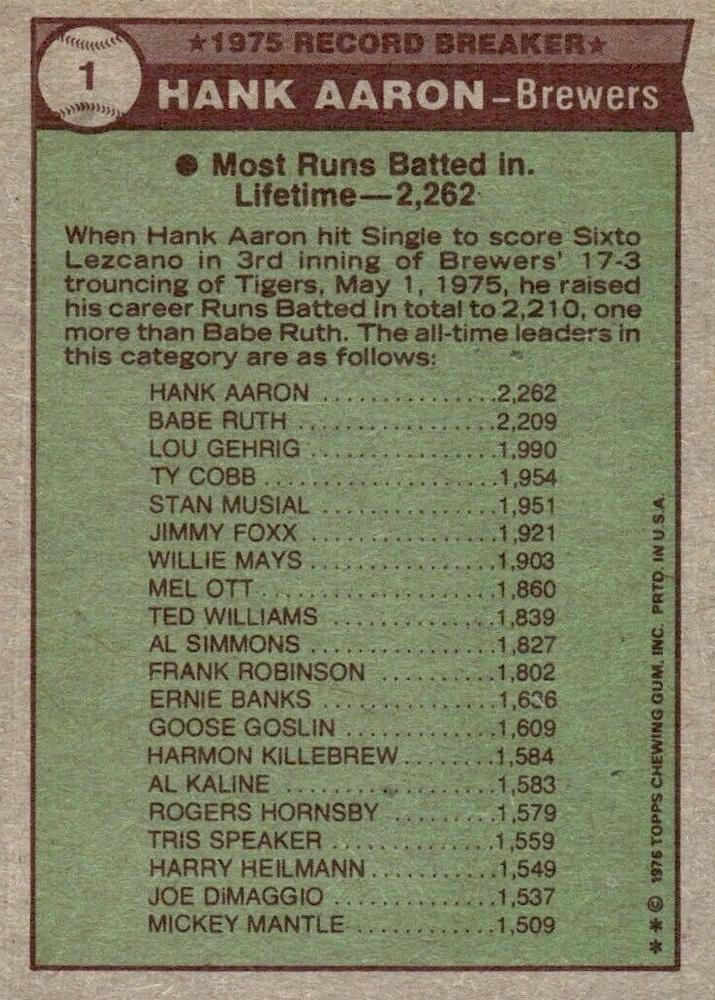 1
★1975 RECORD BREAKER★
HANK AARON–Brewers
● Most Runs Batted in.
Lifetime—2,262
When Hank Aaron hit Single to score Sixto
Lezcano in 3rd inning of Brewers' 17-3
trouncing of Tigers, May 1, 1975, he raised
his career Runs Batted In total to 2,210, one
more than Babe Ruth. The all-time leaders in
this category are as follows:
HANK AARON ..............2,262
BABE RUTH ................2,209
LOU GEHRIG ...............1,990
TY COBB ..................1,954
STAN MUSIAL ..............1,951
JIMMY FOXX ...............1,921
WILLIE MAYS ..............1,903
MEL OTT ..................1,860
TED WILLIAMS .............1,839
AL SIMMONS ...............1,827
FRANK ROBINSON ..........1,802
ERNIE BANKS ..............1,636
GOOSE GOSLIN ............1,609
HARMON KILLEBREW ........1,584
AL KALINE ................1,583
ROGERS HORNSBY .........1,579
TRIS SPEAKER .............1,559
HARRY HEILMANN ..........1,549
JOE DiMAGGIO .............1,537
MICKEY MANTLE ...........1,509
** © 1976 TOPPS CHEWING GUM, INC. PRTD. IN U.S.A.